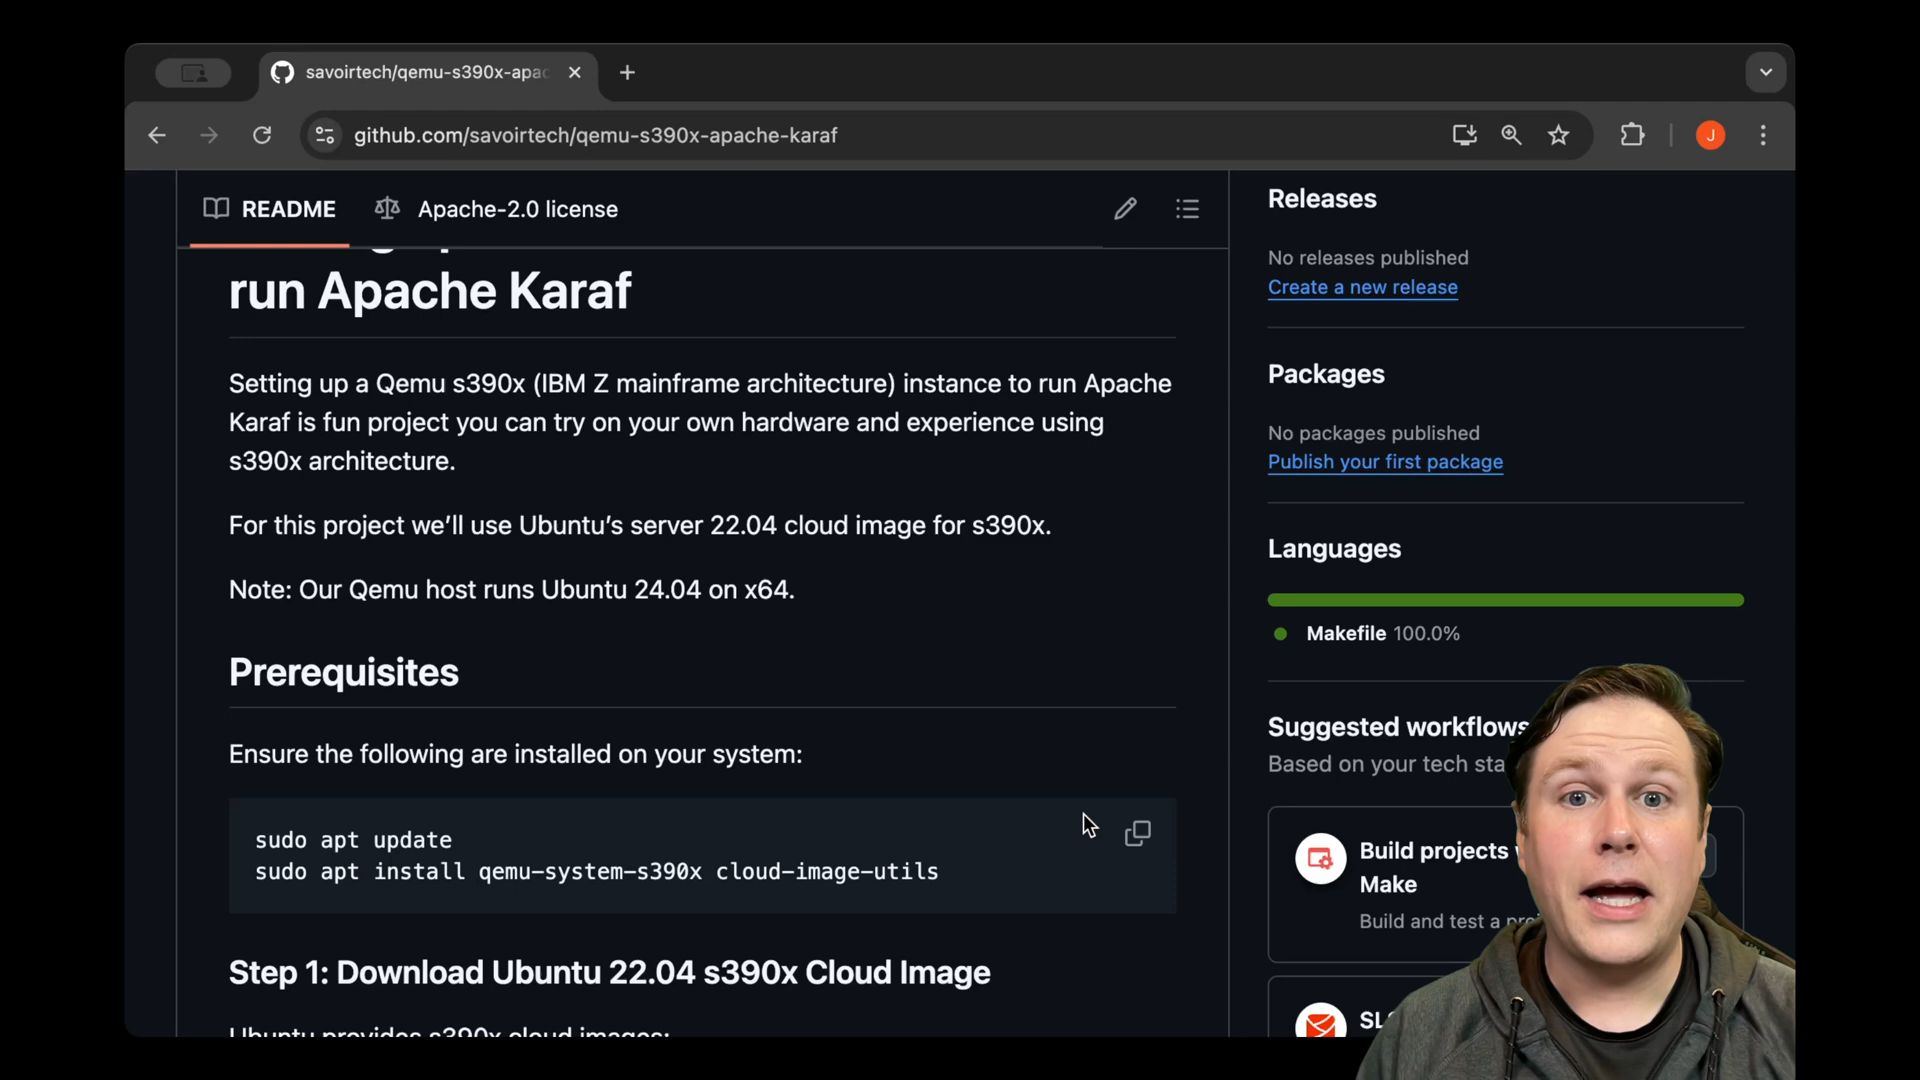 savoirtech/qemu-s390x-apac
github.com/savoirtech/qemu-s390x-apache-karaf
J
README
Apache-2.0 license
run Apache Karaf
Setting up a Qemu s390x (IBM Z mainframe architecture) instance to run Apache
Karaf is fun project you can try on your own hardware and experience using
s390x architecture.
For this project we’ll use Ubuntu’s server 22.04 cloud image for s390x.
Note: Our Qemu host runs Ubuntu 24.04 on x64.
Prerequisites
Ensure the following are installed on your system:
sudo apt update
sudo apt install qemu-system-s390x cloud-image-utils
Step 1: Download Ubuntu 22.04 s390x Cloud Image
Ubuntu provides s390x cloud images:
Releases
No releases published
Create a new release
Packages
No packages published
Publish your first package
Languages
Makefile 100.0%
Suggested workflows
Based on your tech sta
Build projects
Make
Build and test a